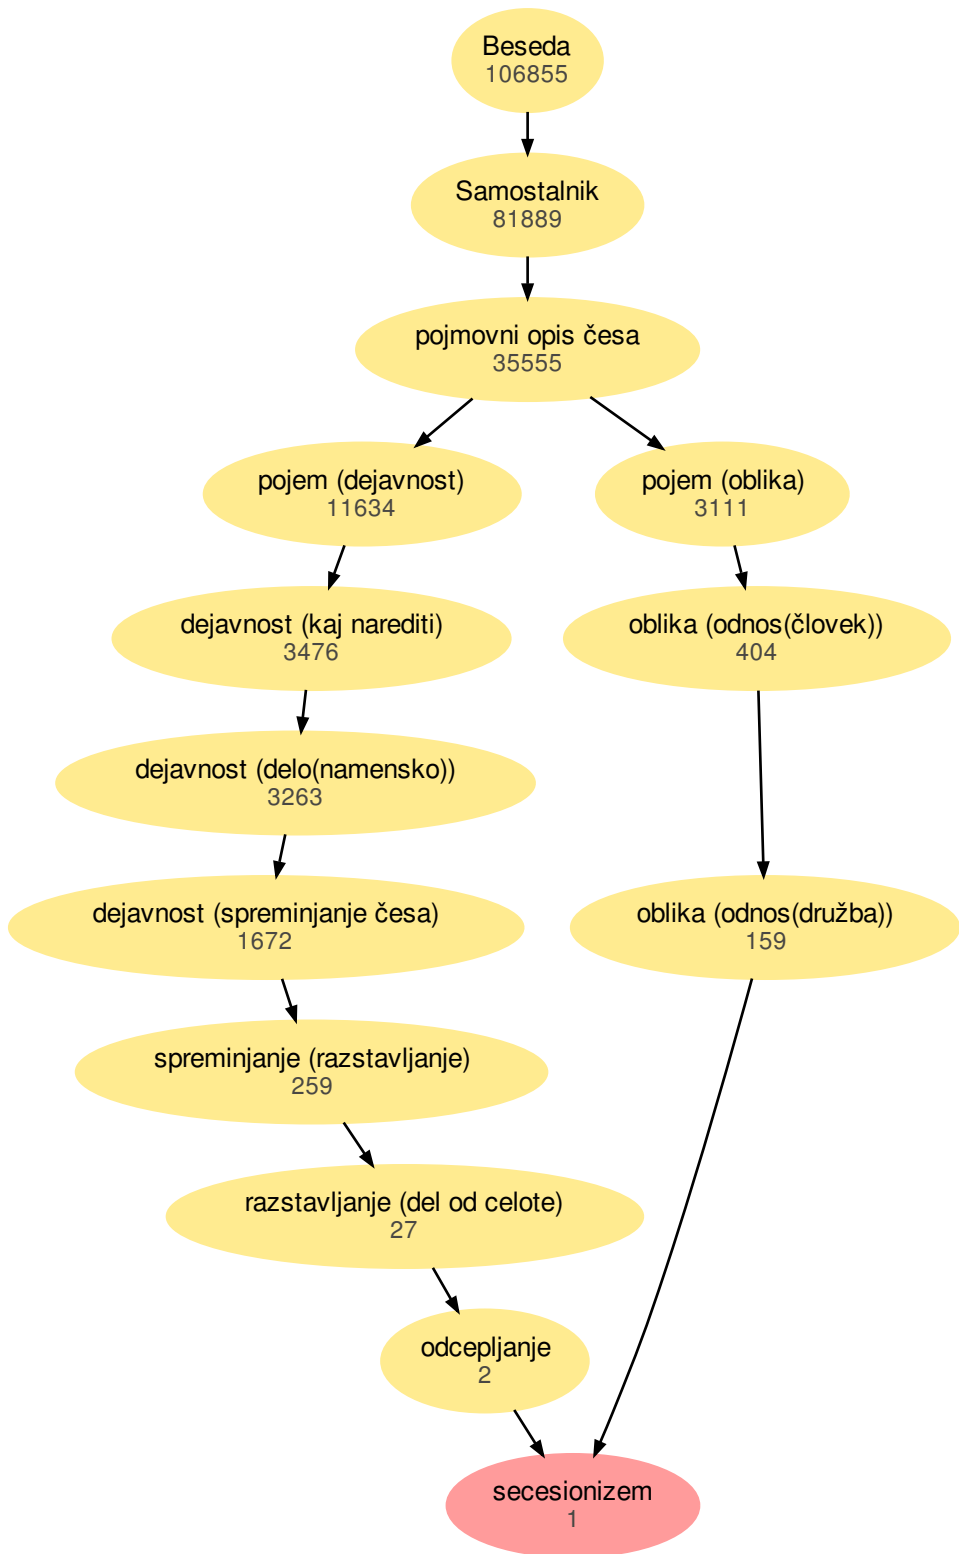 Beseda
106855
Samostalnik
81889
pojmovni opis česa
35555
pojem (dejavnost)
11634
pojem (oblika)
3111
dejavnost (kaj narediti)
3476
oblika (odnos(človek))
404
dejavnost (delo(namensko))
3263
dejavnost (spreminjanje česa)
1672
oblika (odnos(družba))
159
spreminjanje (razstavljanje)
259
razstavljanje (del od celote)
27
odcepljanje
2
secesionizem
1